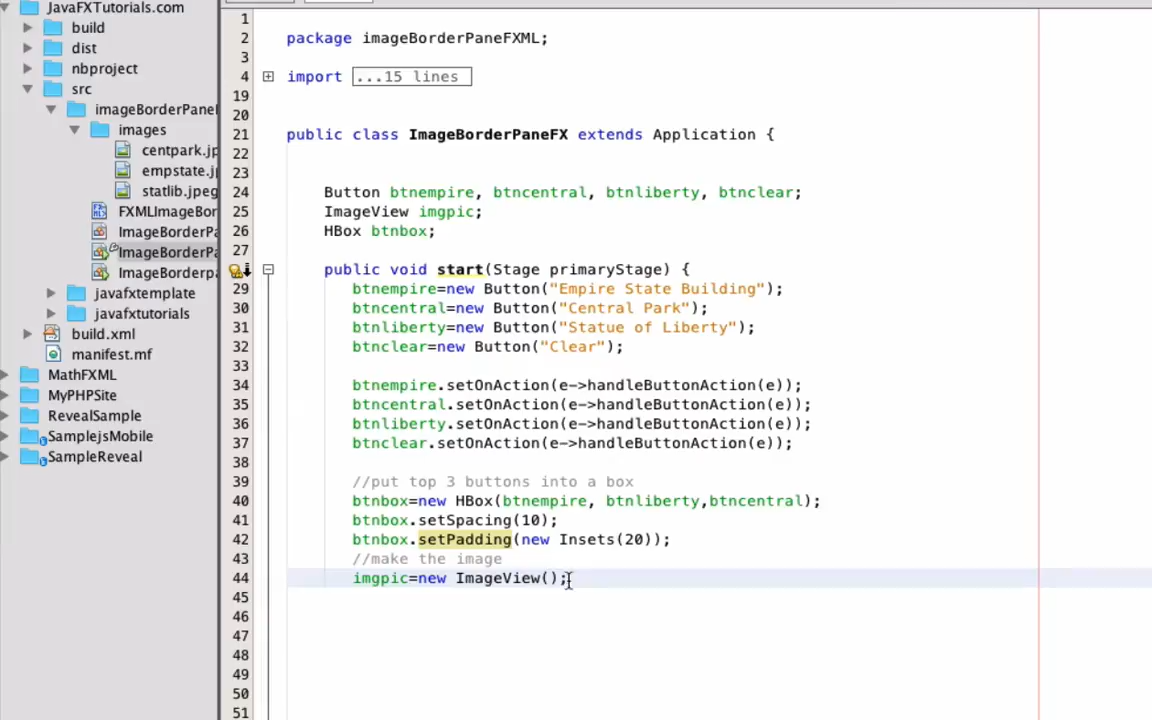 JavaFXTutorials.com
build
dist
nbproject
src
imageBorderPanel
images
centpark.jp
empstate.j
statlib.jpeg
FXMLImageBor
ImageBorderPa
ImageBorderPa
ImageBorderpa
javafxtemplate
javafxtutorials
build.xml
manifest.mf
MathFXML
MyPHPSite
RevealSample
SamplejsMobile
SampleReveal
1
2 package imageBorderPaneFXML;
3
4 import ...15 lines
19
20
21 public class ImageBorderPaneFX extends Application {
22
23
24 Button btnempire, btncentral, btnliberty, btnclear;
25 ImageView imgpic;
26 HBox btnbox;
27
public void start(Stage primaryStage) {
29 btnempire=new Button("Empire State Building");
30 btncentral=new Button("Central Park");
31 btnliberty=new Button("Statue of Liberty");
32 btnclear=new Button("Clear");
33
34 btnempire.setOnAction(e->handleButtonAction(e));
35 btncentral.setOnAction(e->handleButtonAction(e));
36 btnliberty.setOnAction(e->handleButtonAction(e));
37 btnclear.setOnAction(e->handleButtonAction(e));
38
39 //put top 3 buttons into a box
40 btnbox=new HBox(btnempire, btnliberty,btncentral);
41 btnbox.setSpacing(10);
42 btnbox.setPadding(new Insets(20));
43 //make the image
44 imgpic=new ImageView();
45
46
47
48
49
50
51